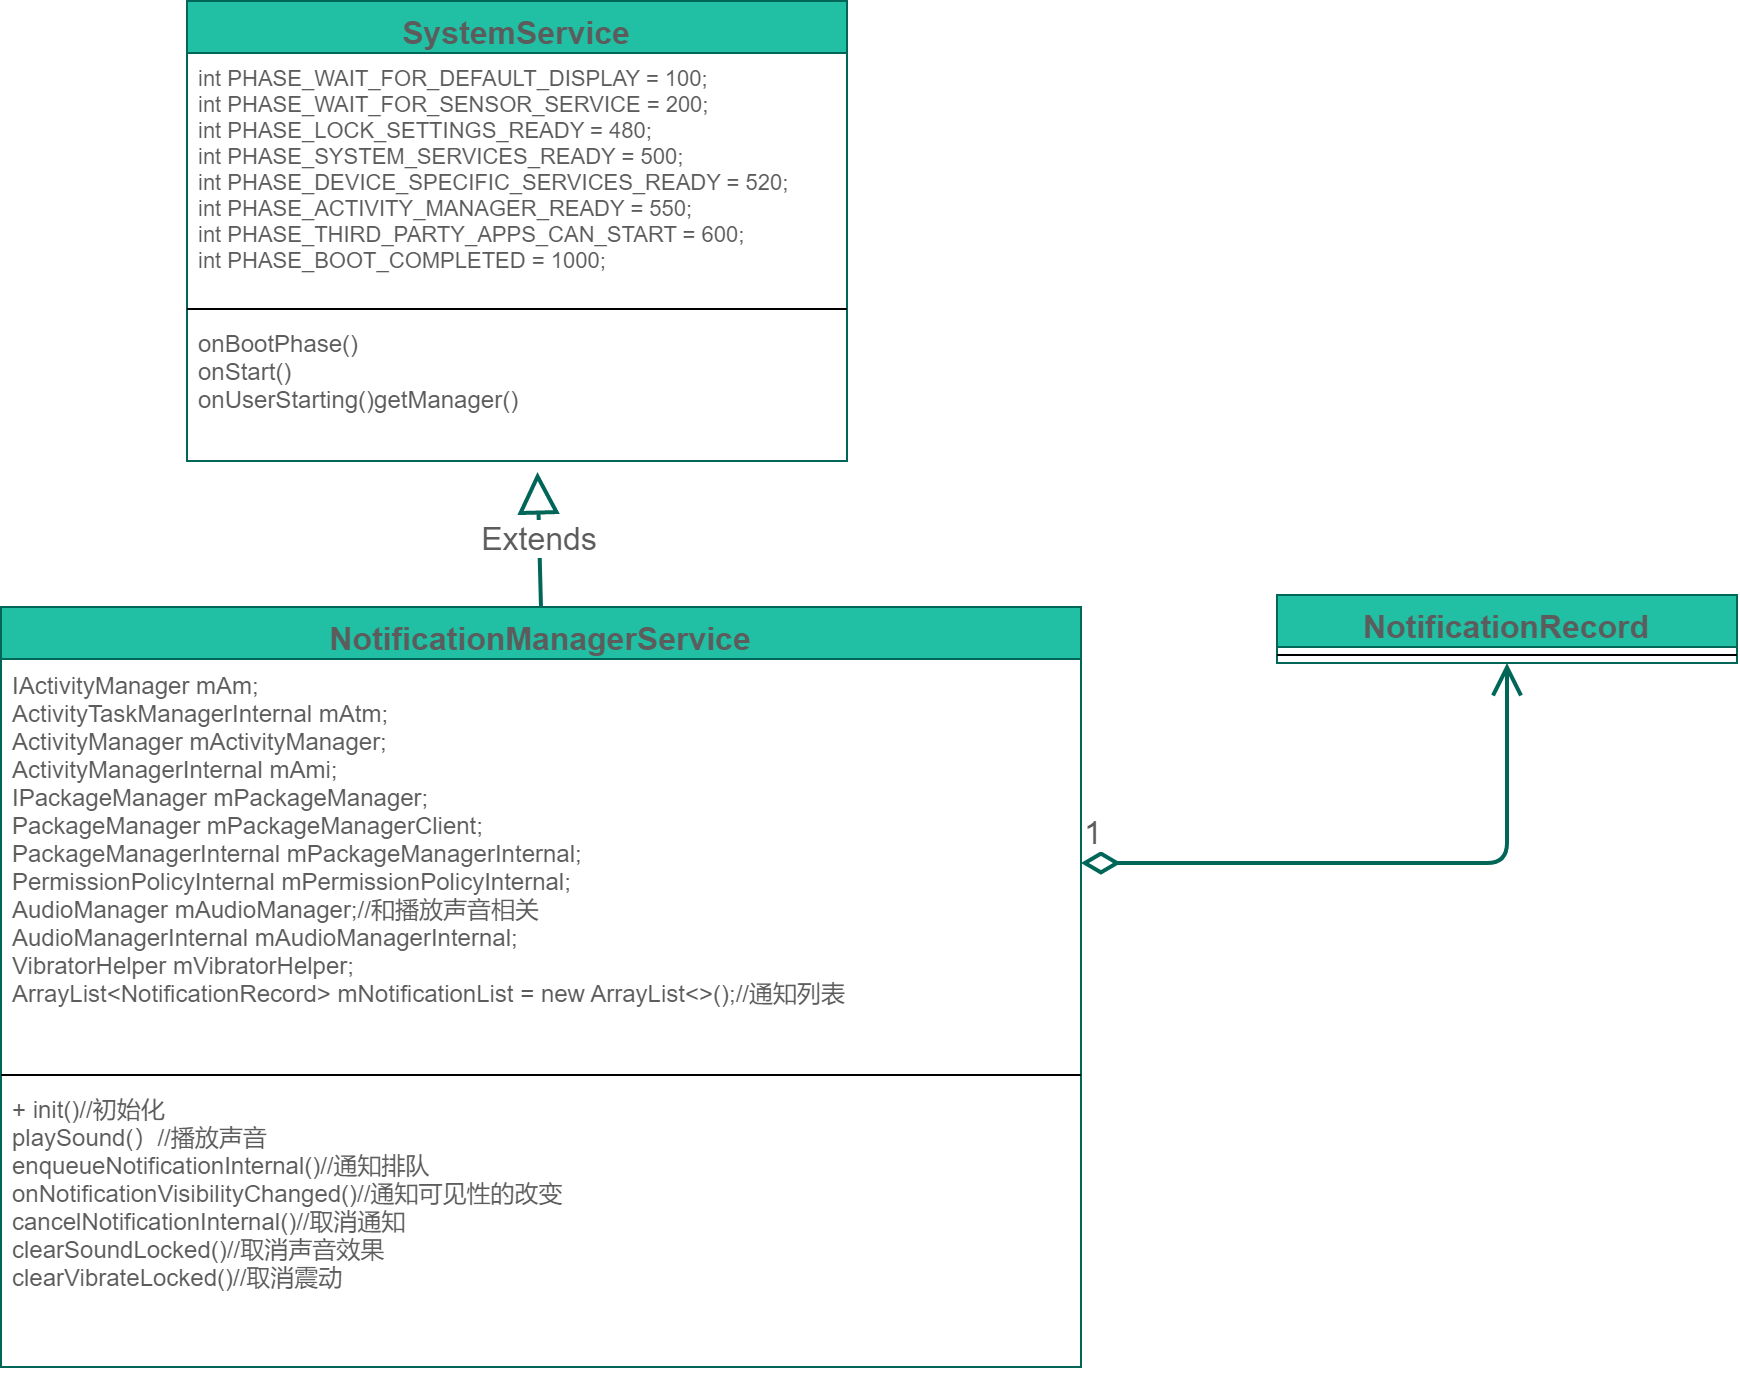 SystemService
int PHASE_WAIT_FOR_DEFAULT_DISPLAY = 100;
int PHASE_WAIT_FOR_SENSOR_SERVICE = 200;
int PHASE_LOCK_SETTINGS_READY = 480;
int PHASE_SYSTEM_SERVICES_READY = 500;
int PHASE_DEVICE_SPECIFIC_SERVICES_READY = 520;
int PHASE_ACTIVITY_MANAGER_READY = 550;
int PHASE_THIRD_PARTY_APPS_CAN_START = 600;
int PHASE_BOOT_COMPLETED = 1000;
onBootPhase()
onStart()
onUserStarting()getManager()
Extends
NotificationManagerService
IActivityManager mAm;
ActivityTaskManagerInternal mAtm;
ActivityManager mActivityManager;
ActivityManagerInternal mAmi;
IPackageManager mPackageManager;
PackageManager mPackageManagerClient;
PackageManagerInternal mPackageManagerInternal;
PermissionPolicyInternal mPermissionPolicyInternal;
AudioManager mAudioManager;//和播放声音相关
AudioManagerInternal mAudioManagerInternal;
VibratorHelper mVibratorHelper;
ArrayList<NotificationRecord> mNotificationList = new ArrayList<>();//通知列表
+ init()//初始化
playSound(）//播放声音
enqueueNotificationInternal()//通知排队
onNotificationVisibilityChanged()//通知可见性的改变
cancelNotificationInternal()//取消通知
clearSoundLocked()//取消声音效果
clearVibrateLocked()//取消震动
1
NotificationRecord